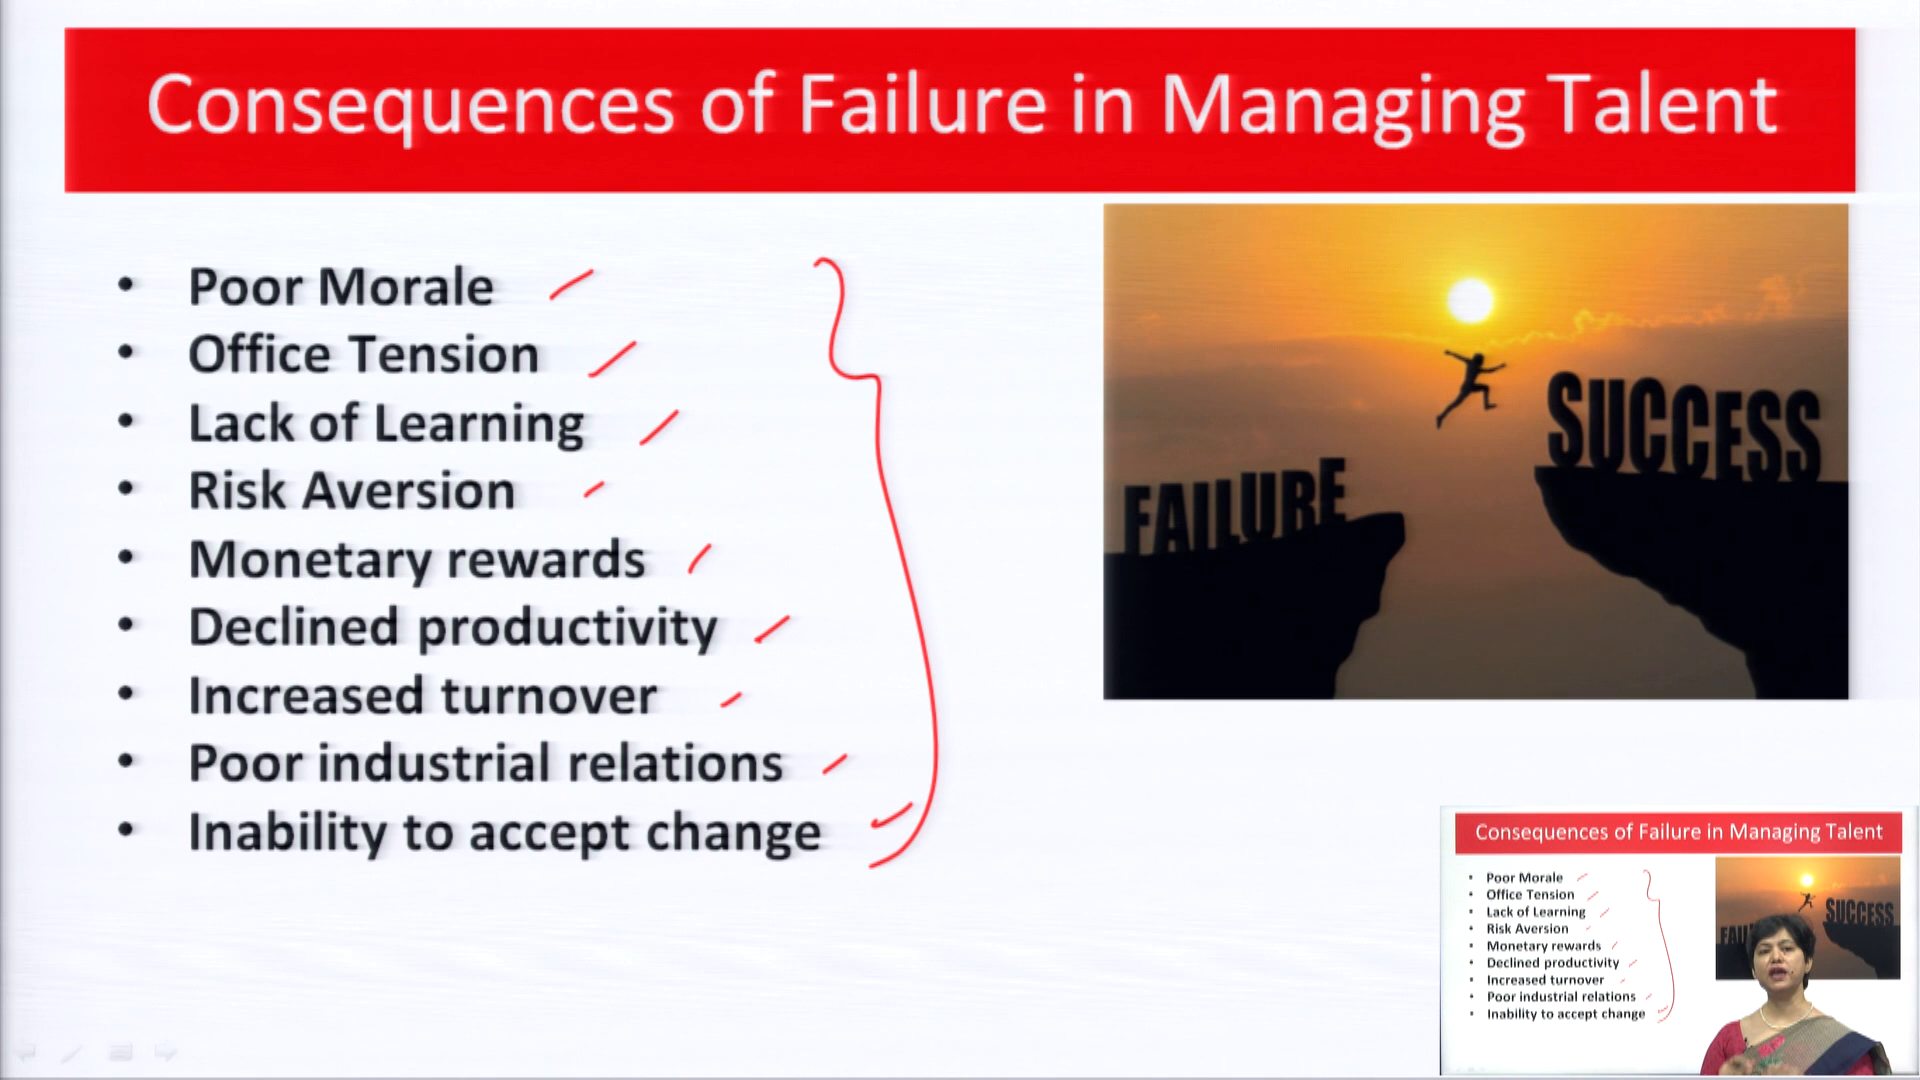 Consequences of Failure in Managing Talent
• Poor Morale
• Office Tension
• Lack of Learning
• Risk Aversion
• Monetary rewards
• Declined productivity
• Increased turnover
• Poor industrial relations
• Inability to accept change
FAILURE
SUCCESS
Consequences of Failure in Managing Talent
• Poor Morale
• Office Tension
• Lack of Learning
• Risk Aversion
• Monetary rewards
• Declined productivity
• Increased turnover
• Poor industrial relations
• Inability to accept change
FAIL
SUCCESS